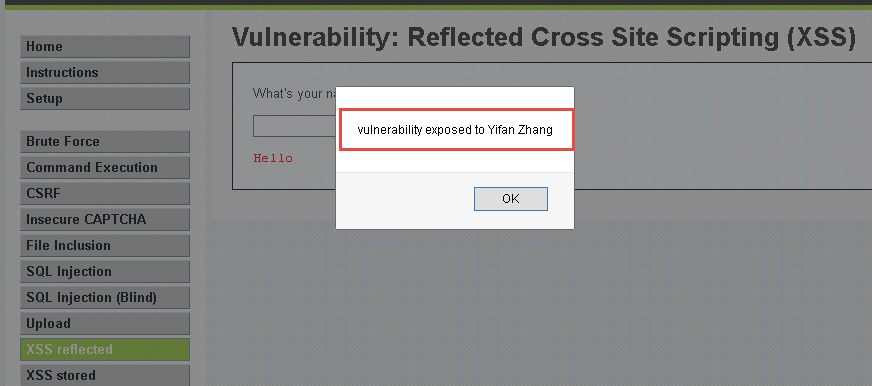 Vulnerability: Reflected Cross Site Scripting (XSS)
Home
Instructions
Setup
Brute Force
Command Execution
CSRF
Insecure CAPTCHA
File Inclusion
SQL Injection
SQL Injection (Blind)
Upload
XSS reflected
XSS stored
What's your na
Hello
vulnerability exposed to Yifan Zhang
OK